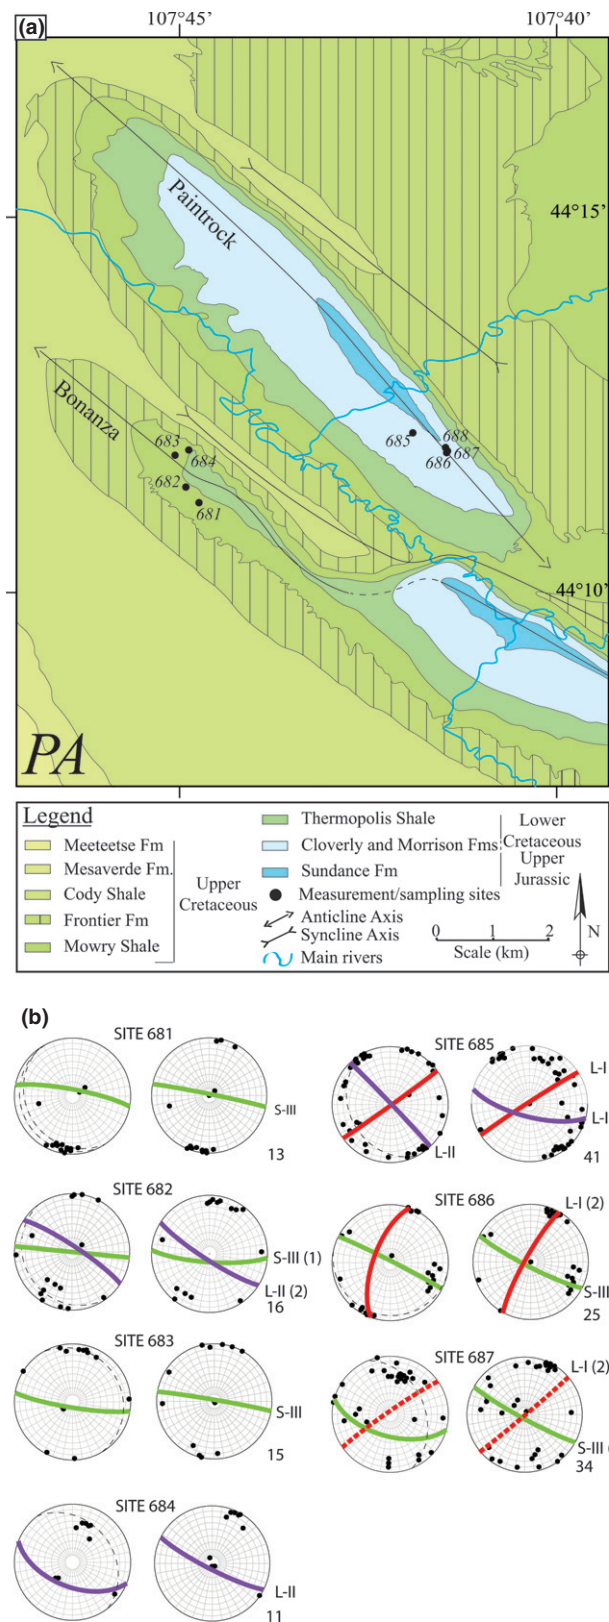 (a)
107°45' 107°40'
Paintrock
44°15'
Bonanza
683
684
682
681
685
688
687
686
44°10'
PA
Legend
Meeteetse Fm
Mesaverde Fm.
Cody Shale
Frontier Fm
Mowry Shale
Upper
Cretaceous
Thermopolis Shale
Cloverly and Morrison Fms
Sundance Fm
Lower
Cretaceous
Upper
Jurassic
Measurement/sampling sites
Anticline Axis
Syncline Axis
Main rivers
0 1 2
Scale (km)
N
(b)
SITE 681
S-III
13
SITE 685
L-I
L-I
L-II
41
SITE 682
S-III (1)
L-II (2)
16
SITE 686
L-I (2)
S-III
25
SITE 683
S-III
15
SITE 687
L-I (2)
S-III (
34
SITE 684
L-II
11